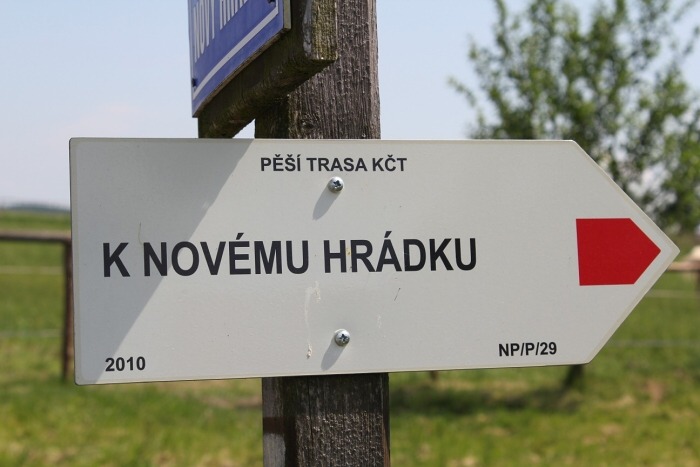 PĚŠÍ TRASA KČT
K NOVÉMU HRÁDKU
2010
NP/P/29